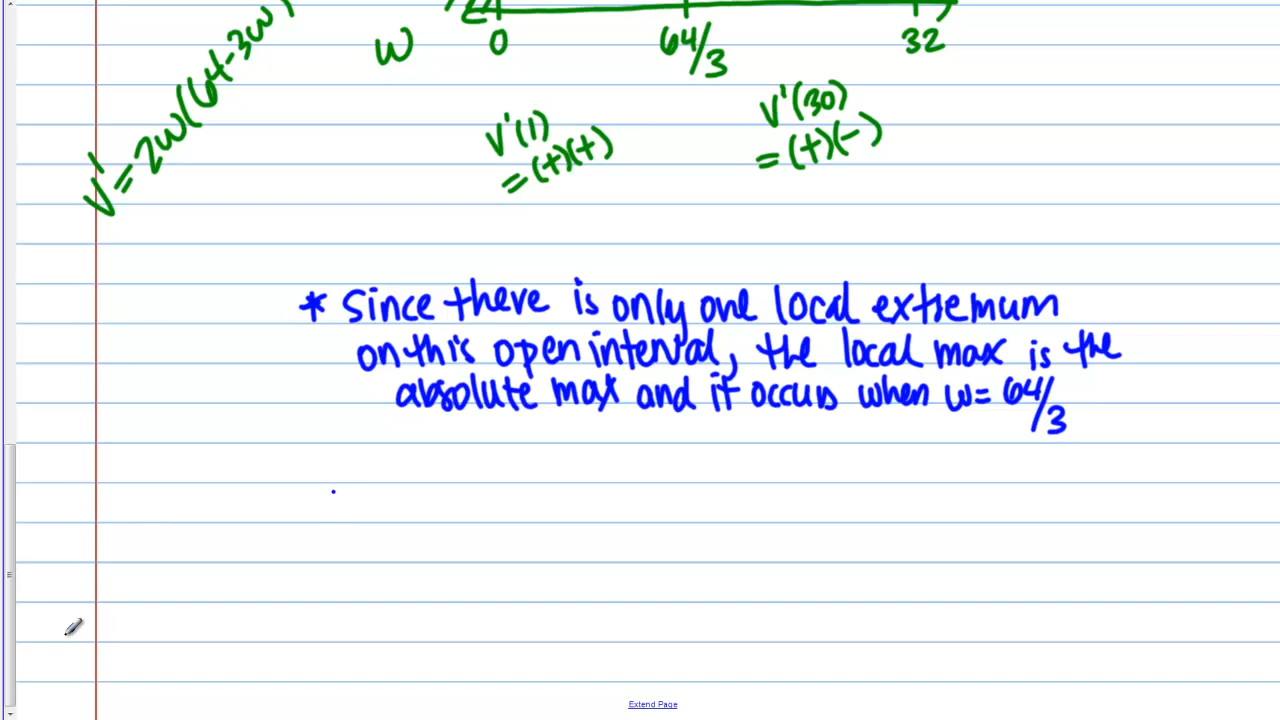 w 0 64/3 32
V' = 2w(64-3w)
V'(1)
= (+)(+)
V'(30)
= (+)(-)
* Since there is only one local extremum
on this open interval, the local max is the
absolute max and it occurs when w = 64/3
Extend Page